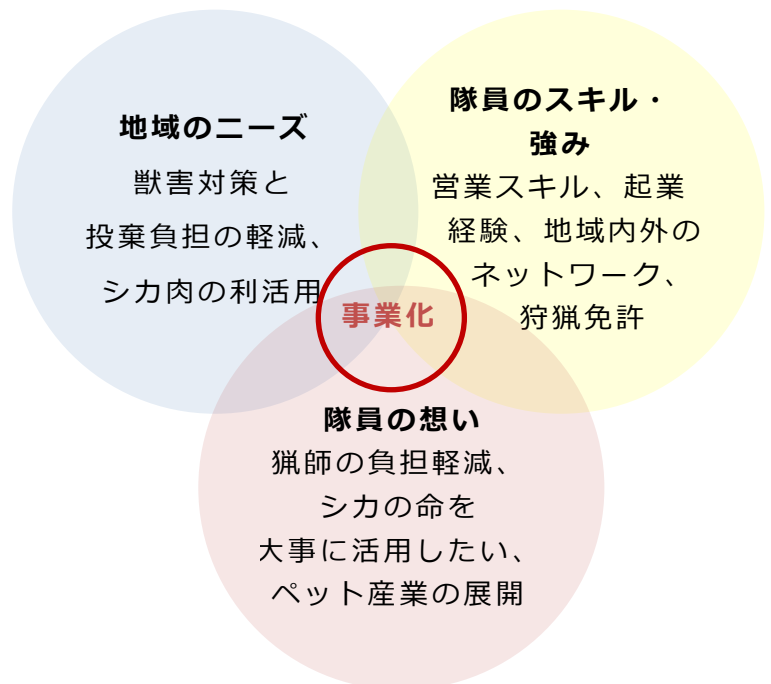 地域のニーズ
獣害対策と
投棄負担の軽減、
シカ肉の利活用
隊員のスキル・
強み
営業スキル、起業
経験、地域内外の
ネットワーク、
狩猟免許
事業化
隊員の想い
猟師の負担軽減、
シカの命を
大事に活用したい、
ペット産業の展開